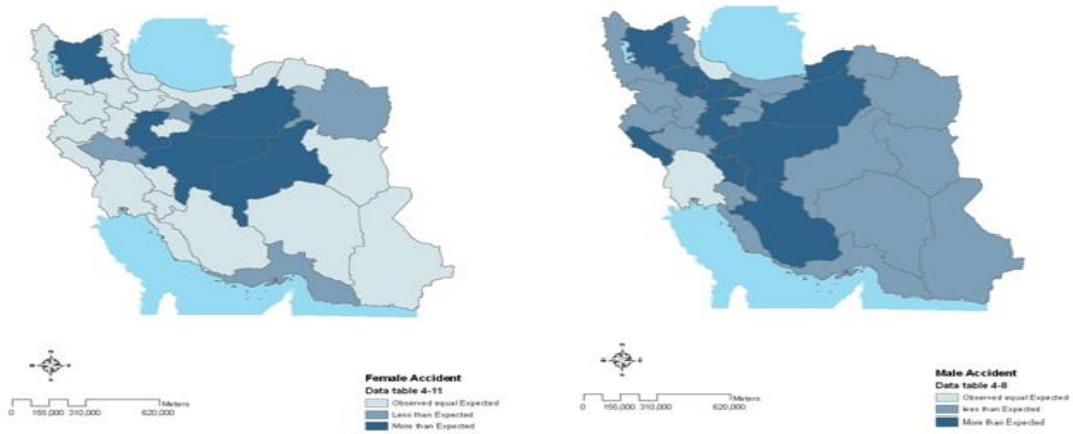 N
W E
S
0 155,000 310,000 620,000
Meters
Female Accident
Data table 4-11
Observed equal Expected
Less than Expected
More than Expected
N
W E
S
0 155,000 310,000 620,000
Meters
Male Accident
Data table 4-8
Observed equal Expected
less than Expected
More than Expected